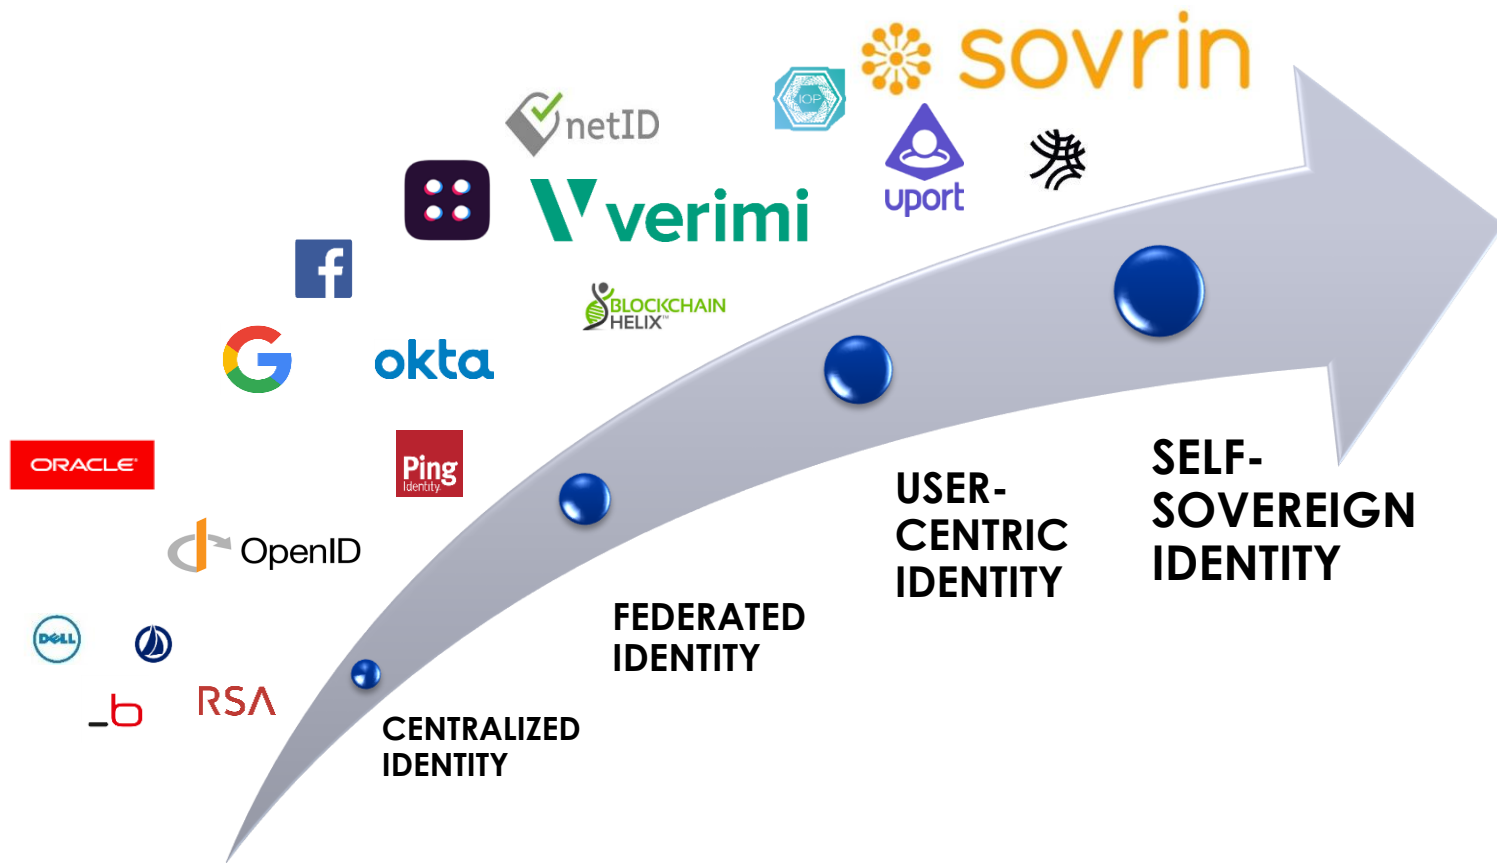 sovrin
IOP
netID
uport
verimi
BLOCKCHAIN
HELIX™
f
G
okta
ORACLE®
Ping
Identity
OpenID
DELL
_b
RSA
SELF-
SOVEREIGN
IDENTITY
USER-
CENTRIC
IDENTITY
FEDERATED
IDENTITY
CENTRALIZED
IDENTITY